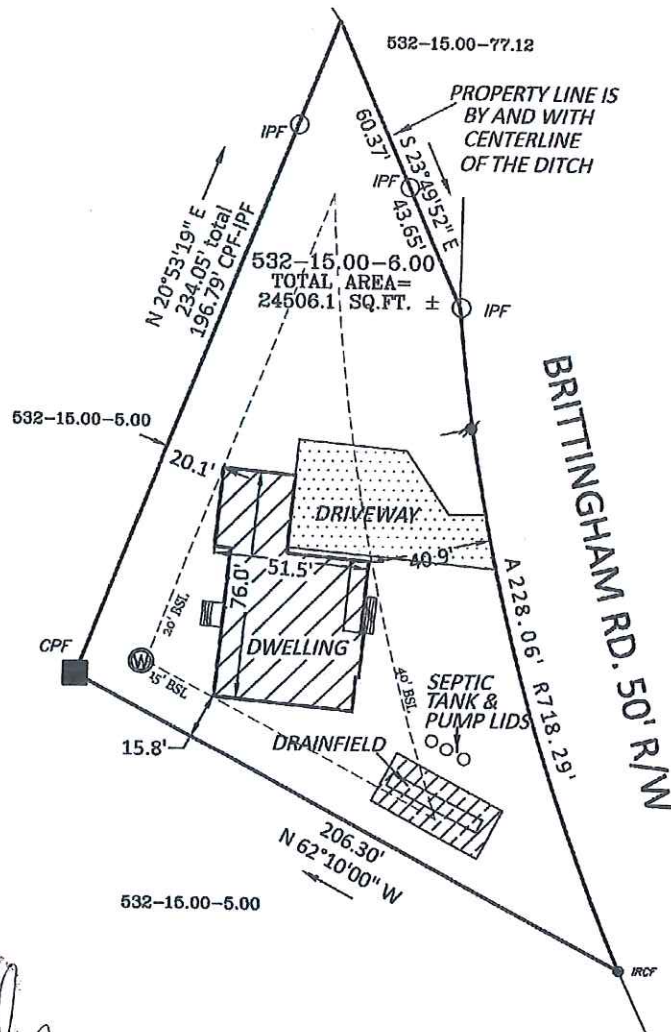 532-15.00-77.12
PROPERTY LINE IS
BY AND WITH
CENTERLINE
OF THE DITCH
IPF
60.37'
S 23°49'52" E
IPF
43.65'
N 20°53'19" E
234.05' total
196.79' CPF-IPF
532-15.00-6.00
TOTAL AREA=
24506.1 SQ.FT. ±
IPF
BRITTINGHAM RD. 50' R/W
532-15.00-5.00
20.1'
DRIVEWAY
40.9'
51.5'
76.0'
A 228.06' R718.29'
20' BSL
DWELLING
CPF
W
15' BSL
40' BSL
SEPTIC
TANK &
PUMP LIDS
15.8'
DRAINFIELD
206.30'
N 62°10'00" W
532-15.00-5.00
IRCF